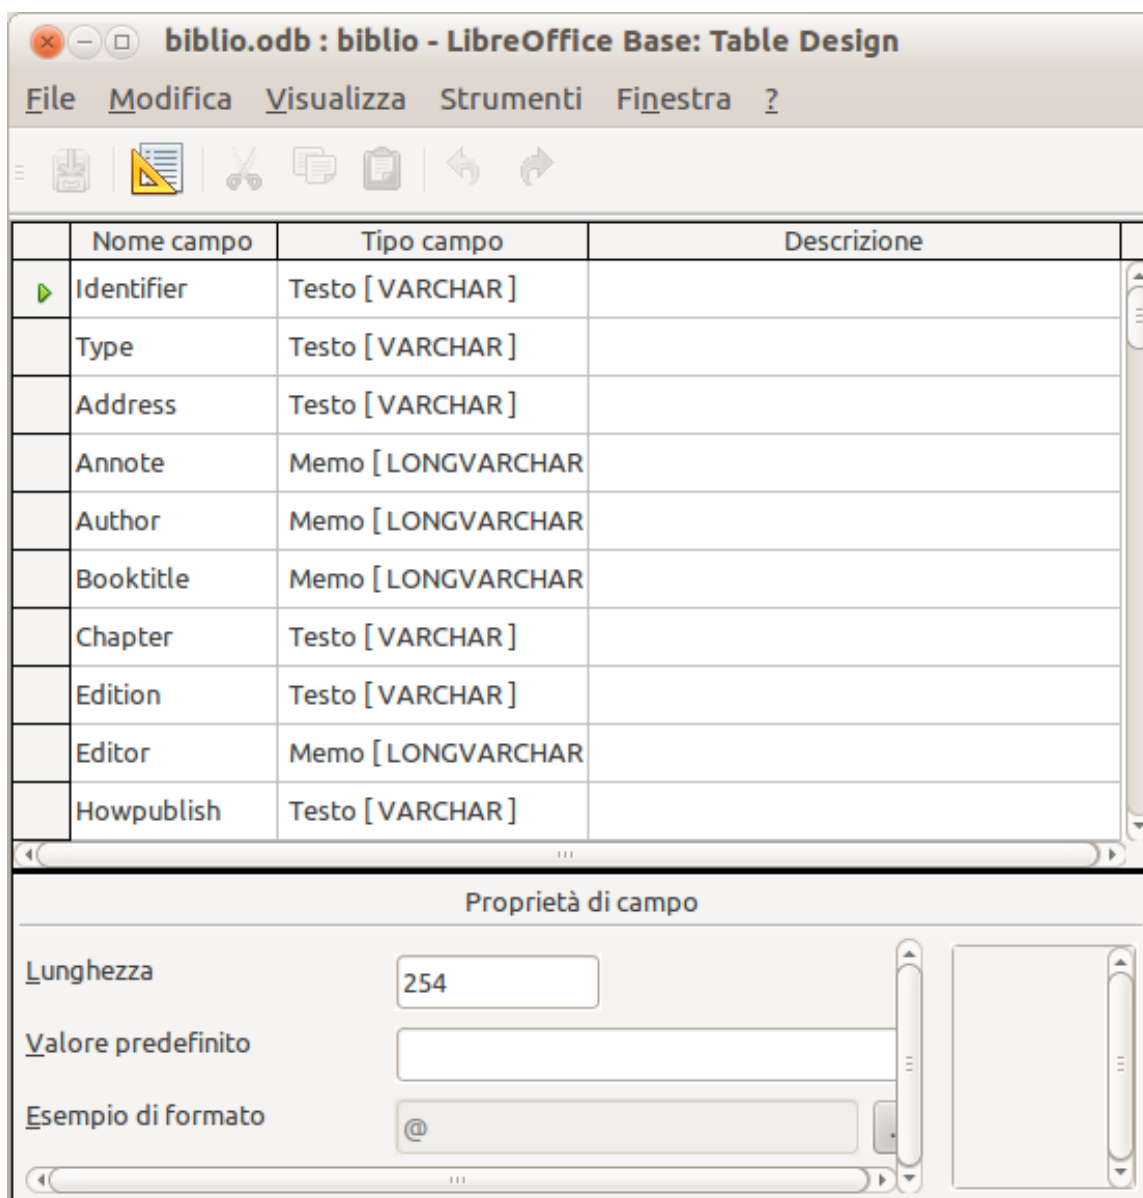 biblio.odb : biblio - LibreOffice Base: Table Design
File Modifica Visualizza Strumenti Finestra ?
Nome campo Tipo campo Descrizione
Identifier Testo [ VARCHAR ]
Type Testo [ VARCHAR ]
Address Testo [ VARCHAR ]
Annote Memo [ LONGVARCHAR
Author Memo [ LONGVARCHAR
Booktitle Memo [ LONGVARCHAR
Chapter Testo [ VARCHAR ]
Edition Testo [ VARCHAR ]
Editor Memo [ LONGVARCHAR
Howpublish Testo [ VARCHAR ]
Proprietà di campo
Lunghezza 254
Valore predefinito
Esempio di formato @